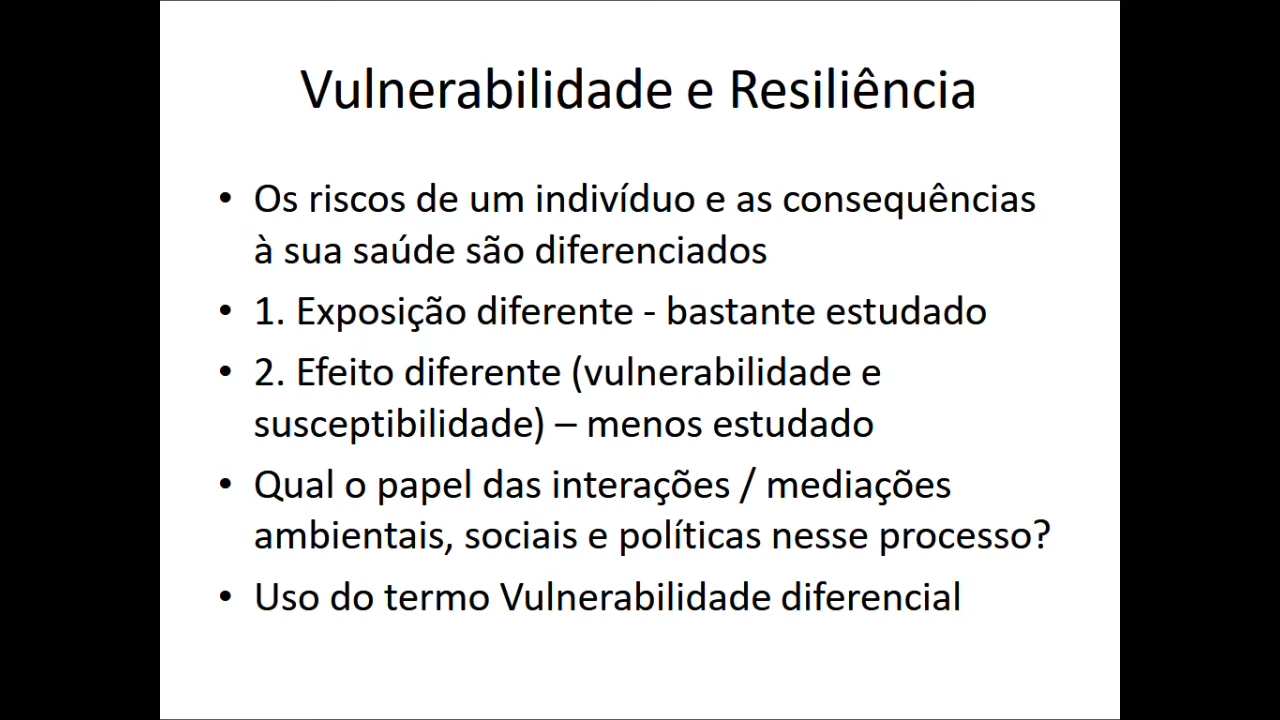 Vulnerabilidade e Resiliência
• Os riscos de um indivíduo e as consequências
à sua saúde são diferenciados
• 1. Exposição diferente - bastante estudado
• 2. Efeito diferente (vulnerabilidade e
susceptibilidade) – menos estudado
• Qual o papel das interações / mediações
ambientais, sociais e políticas nesse processo?
• Uso do termo Vulnerabilidade diferencial